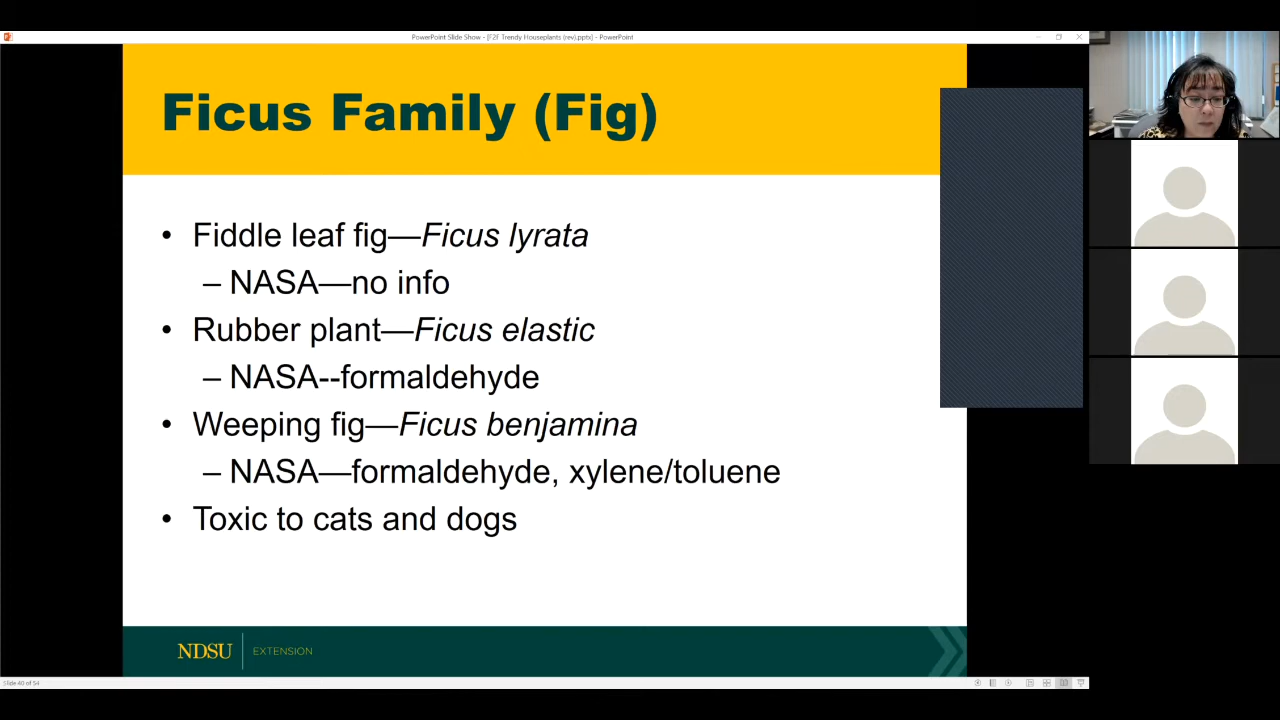 PowerPoint Slide Show - [F2F Trendy Houseplants (rev).pptx] - PowerPoint
Ficus Family (Fig)
• Fiddle leaf fig—Ficus lyrata
– NASA—no info
• Rubber plant—Ficus elastic
– NASA--formaldehyde
• Weeping fig—Ficus benjamina
– NASA—formaldehyde, xylene/toluene
• Toxic to cats and dogs
NDSU EXTENSION
Slide 40 of 54